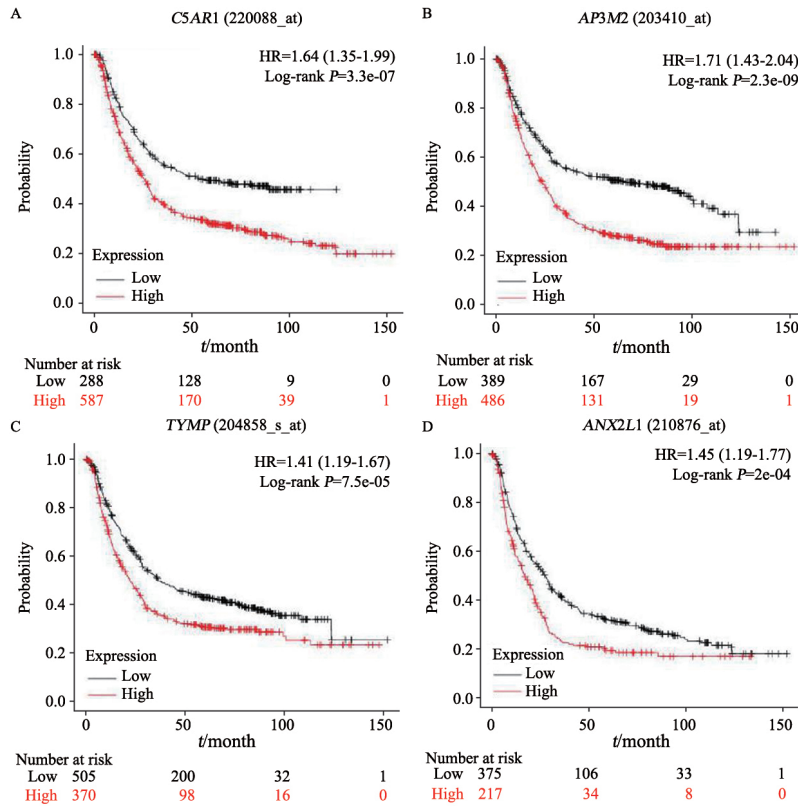 A
C5AR1 (220088_at)
HR=1.64 (1.35-1.99)
Log-rank P=3.3e-07
Probability
1.0
0.8
0.6
0.4
0.2
0.0
Expression
Low
High
0 50 100 150
t/month
Number at risk
Low 288 128 9 0
High 587 170 39 1
B
AP3M2 (203410_at)
HR=1.71 (1.43-2.04)
Log-rank P=2.3e-09
Probability
1.0
0.8
0.6
0.4
0.2
0.0
Expression
Low
High
0 50 100 150
t/month
Number at risk
Low 389 167 29 0
High 486 131 19 1
C
TYMP (204858_s_at)
HR=1.41 (1.19-1.67)
Log-rank P=7.5e-05
Probability
1.0
0.8
0.6
0.4
0.2
0.0
Expression
Low
High
0 50 100 150
t/month
Number at risk
Low 505 200 32 1
High 370 98 16 0
D
ANX2L1 (210876_at)
HR=1.45 (1.19-1.77)
Log-rank P=2e-04
Probability
1.0
0.8
0.6
0.4
0.2
0.0
Expression
Low
High
0 50 100 150
t/month
Number at risk
Low 375 106 33 1
High 217 34 8 0